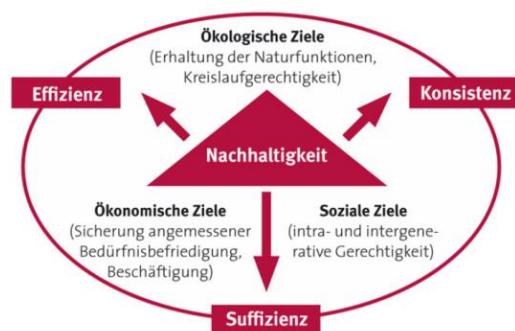 Ökologische Ziele
(Erhaltung der Naturfunktionen,
Kreislaufgerechtigkeit)
Effizienz
Konsistenz
Nachhaltigkeit
Ökonomische Ziele
(Sicherung angemessener
Bedürfnisbefriedigung,
Beschäftigung)
Soziale Ziele
(intra- und intergene-
rative Gerechtigkeit)
Suffizienz